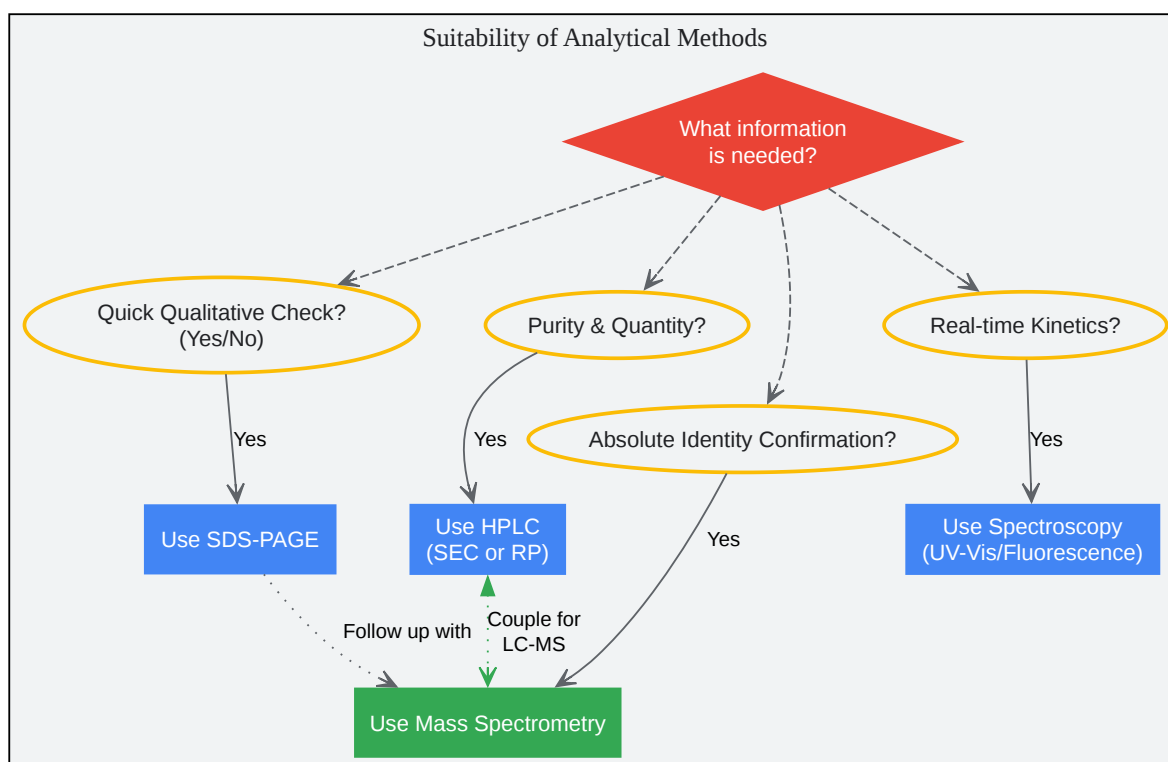 Suitability of Analytical Methods
What information
is needed?
Quick Qualitative Check?
(Yes/No)
Purity & Quantity?
Real-time Kinetics?
Absolute Identity Confirmation?
Yes
Yes
Yes
Yes
Use SDS-PAGE
Use HPLC
(SEC or RP)
Use Spectroscopy
(UV-Vis/Fluorescence)
Follow up with
Couple for
LC-MS
Use Mass Spectrometry